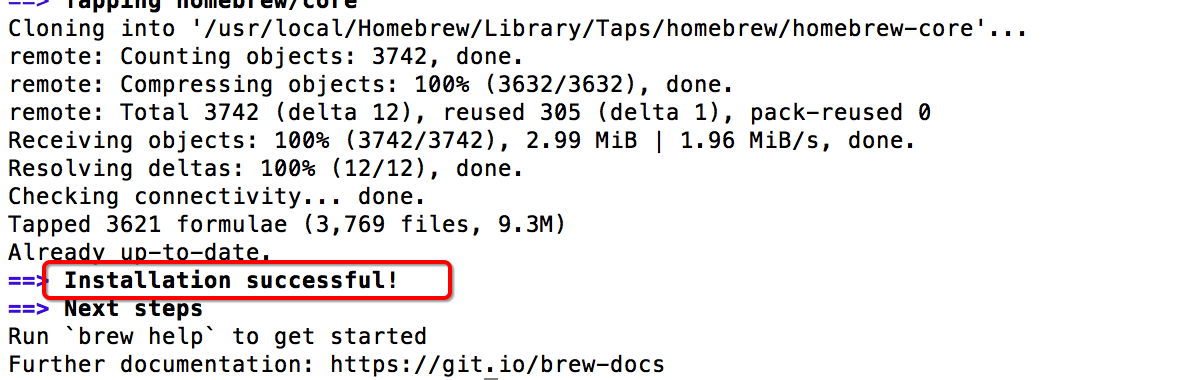 ==> Tapping homebrew/core
Cloning into '/usr/local/Homebrew/Library/Taps/homebrew/homebrew-core'...
remote: Counting objects: 3742, done.
remote: Compressing objects: 100% (3632/3632), done.
remote: Total 3742 (delta 12), reused 305 (delta 1), pack-reused 0
Receiving objects: 100% (3742/3742), 2.99 MiB | 1.96 MiB/s, done.
Resolving deltas: 100% (12/12), done.
Checking connectivity... done.
Tapped 3621 formulae (3,769 files, 9.3M)
Already up-to-date.
==> Installation successful!
==> Next steps
Run `brew help` to get started
Further documentation: https://git.io/brew-docs